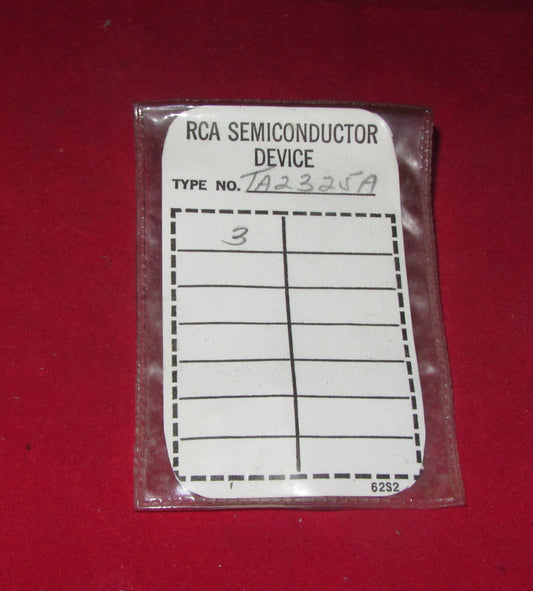 RCA SEMICONDUCTOR
DEVICE
TYPE NO. TA2325A
3
62S2